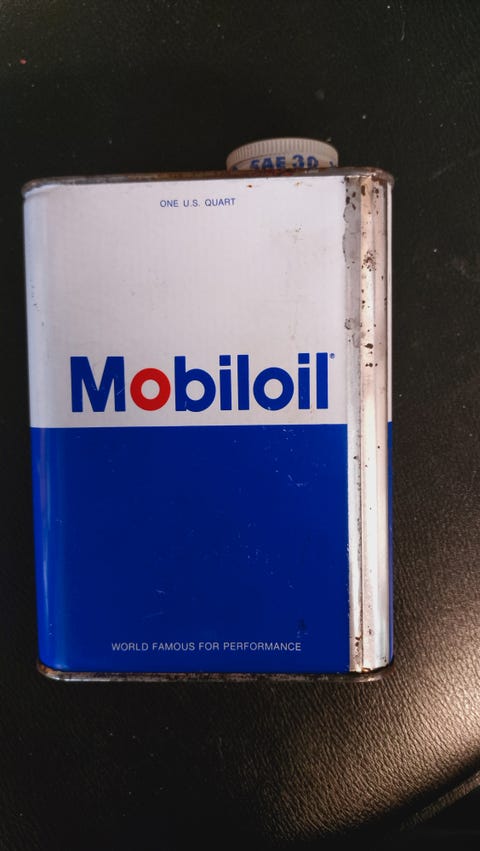 SAE 30
ONE U.S. QUART
Mobiloil®
WORLD FAMOUS FOR PERFORMANCE